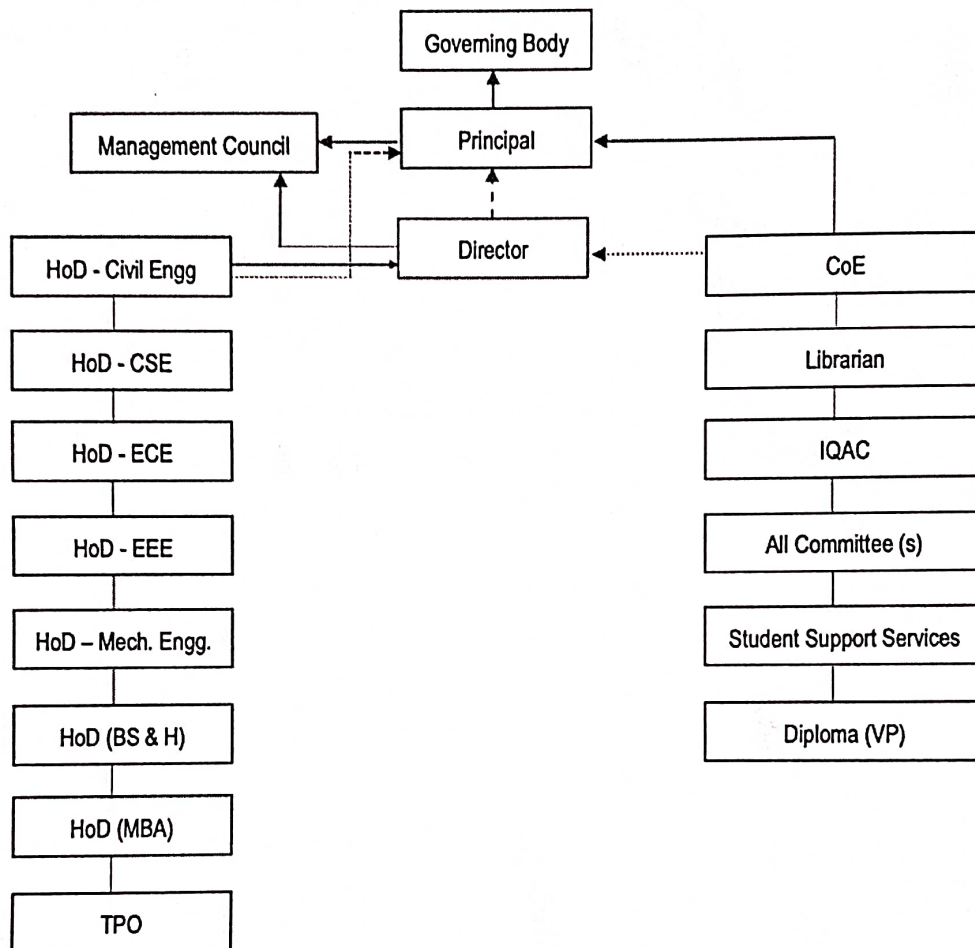 Governing Body
Management Council
Principal
Director
HoD - Civil Engg
CoE
HoD - CSE
Librarian
HoD - ECE
IQAC
HoD - EEE
All Committee (s)
HoD – Mech. Engg.
Student Support Services
HoD (BS & H)
Diploma (VP)
HoD (MBA)
TPO